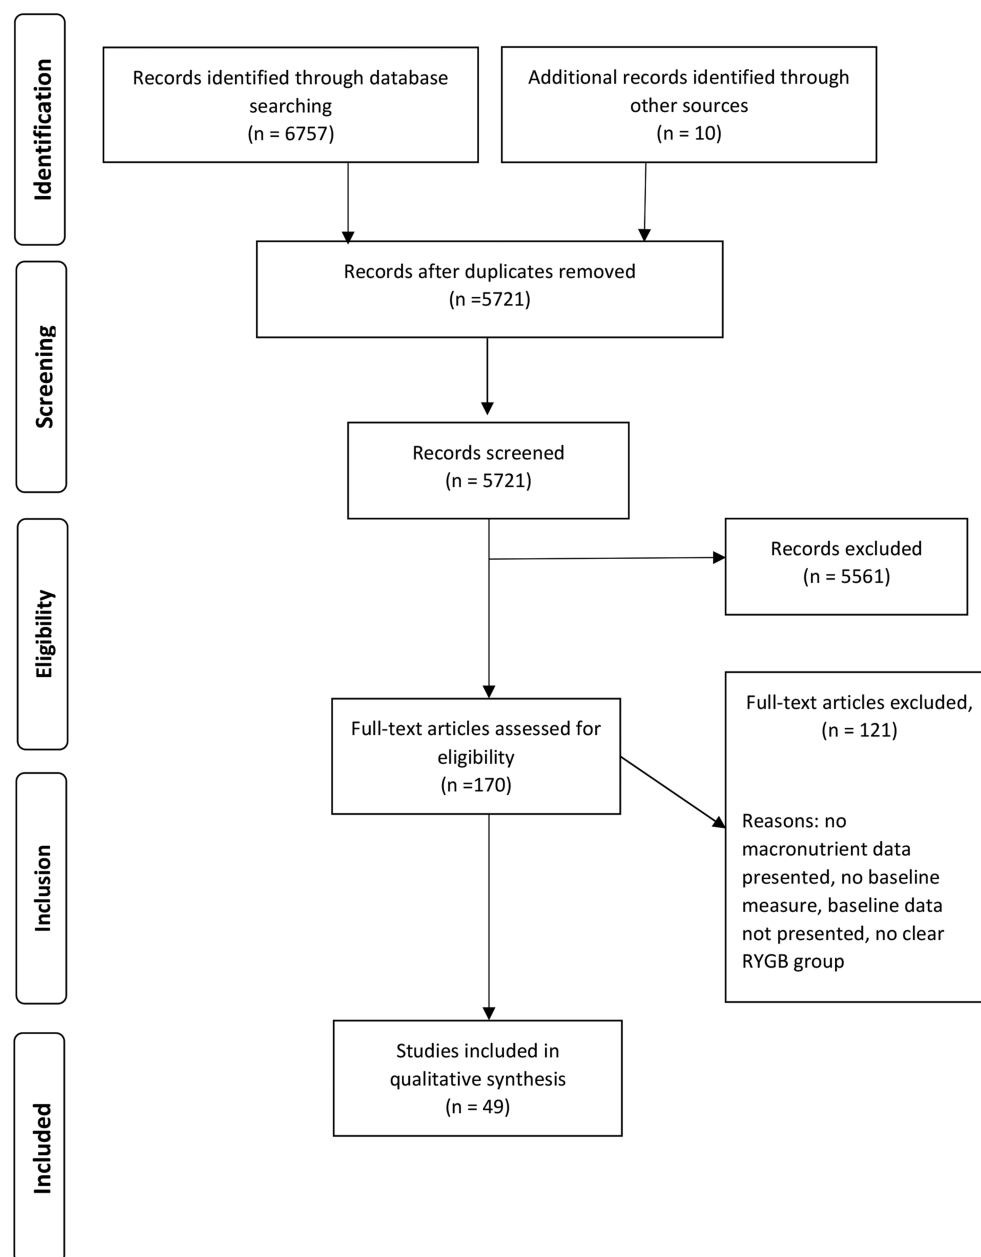 Identification
Records identified through database
searching
(n = 6757)
Additional records identified through
other sources
(n = 10)
Records after duplicates removed
(n =5721)
Screening
Records screened
(n = 5721)
Eligibility
Records excluded
(n = 5561)
Full-text articles assessed for
eligibility
(n =170)
Full-text articles excluded,
(n = 121)
Reasons: no
macronutrient data
presented, no baseline
measure, baseline data
not presented, no clear
RYGB group
Inclusion
Studies included in
qualitative synthesis
(n = 49)
Included